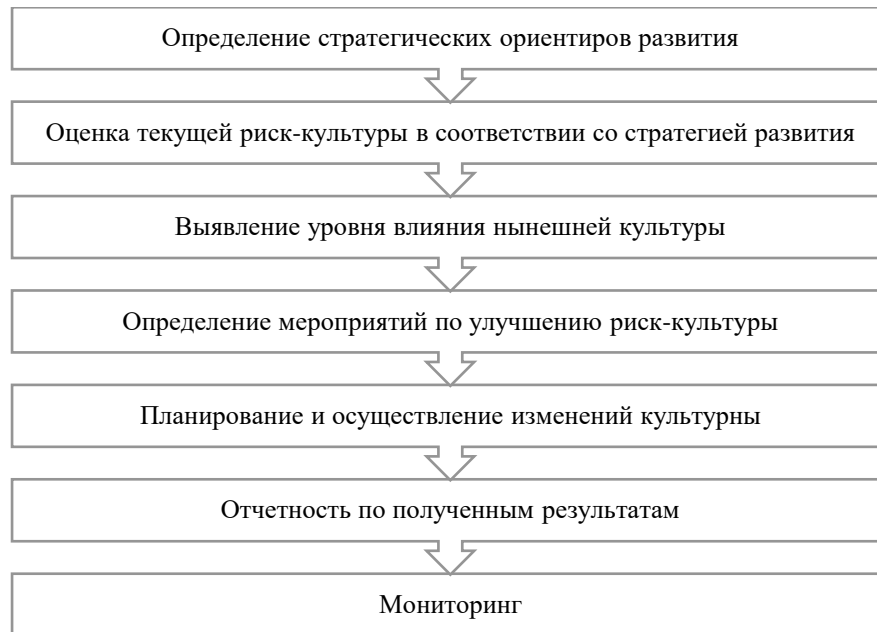 Определение стратегических ориентиров развития
Оценка текущей риск-культуры в соответствии со стратегией развития
Выявление уровня влияния нынешней культуры
Определение мероприятий по улучшению риск-культуры
Планирование и осуществление изменений культурны
Отчетность по полученным результатам
Мониторинг